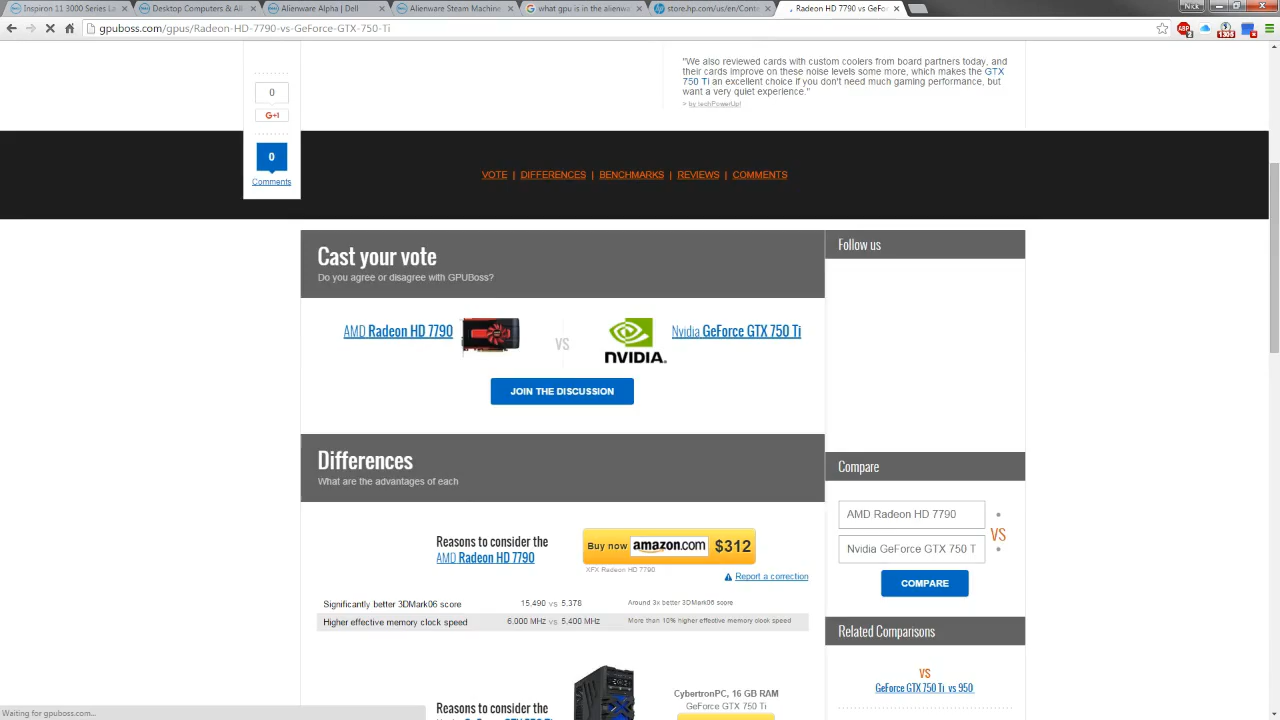 Inspiron 11 3000 Series La
Desktop Computers & All
Alienware Alpha | Dell
Alienware Steam Machine
what gpu is in the alienwa
store.hp.com/us/en/Cont
Radeon HD 7790 vs GeFo
Nick
gpuboss.com/gpus/Radeon-HD-7790-vs-GeForce-GTX-750-Ti
ABP
"We also reviewed cards with custom coolers from board partners today, and
their cards improve on these noise levels some more, which makes the GTX
750 Ti an excellent choice if you don't need much gaming performance, but
want a very quiet experience."
> by techPowerUp!
0
G+1
0
Comments
VOTE | DIFFERENCES | BENCHMARKS | REVIEWS | COMMENTS
Cast your vote
Do you agree or disagree with GPUBoss?
AMD Radeon HD 7790
VS
NVIDIA.
Nvidia GeForce GTX 750 Ti
JOIN THE DISCUSSION
Follow us
Differences
What are the advantages of each
Compare
AMD Radeon HD 7790
VS
Nvidia GeForce GTX 750 T
COMPARE
Reasons to consider the
AMD Radeon HD 7790
Buy now amazon.com $312
XFX Radeon HD 7790
Report a correction
Significantly better 3DMark06 score 15,490 vs 5,378 Around 3x better 3DMark06 score
Higher effective memory clock speed 6,000 MHz vs 5,400 MHz More than 10% higher effective memory clock speed
Related Comparisons
VS
GeForce GTX 750 Ti vs 950
CybertronPC, 16 GB RAM
GeForce GTX 750 Ti
Reasons to consider the
Waiting for gpuboss.com...